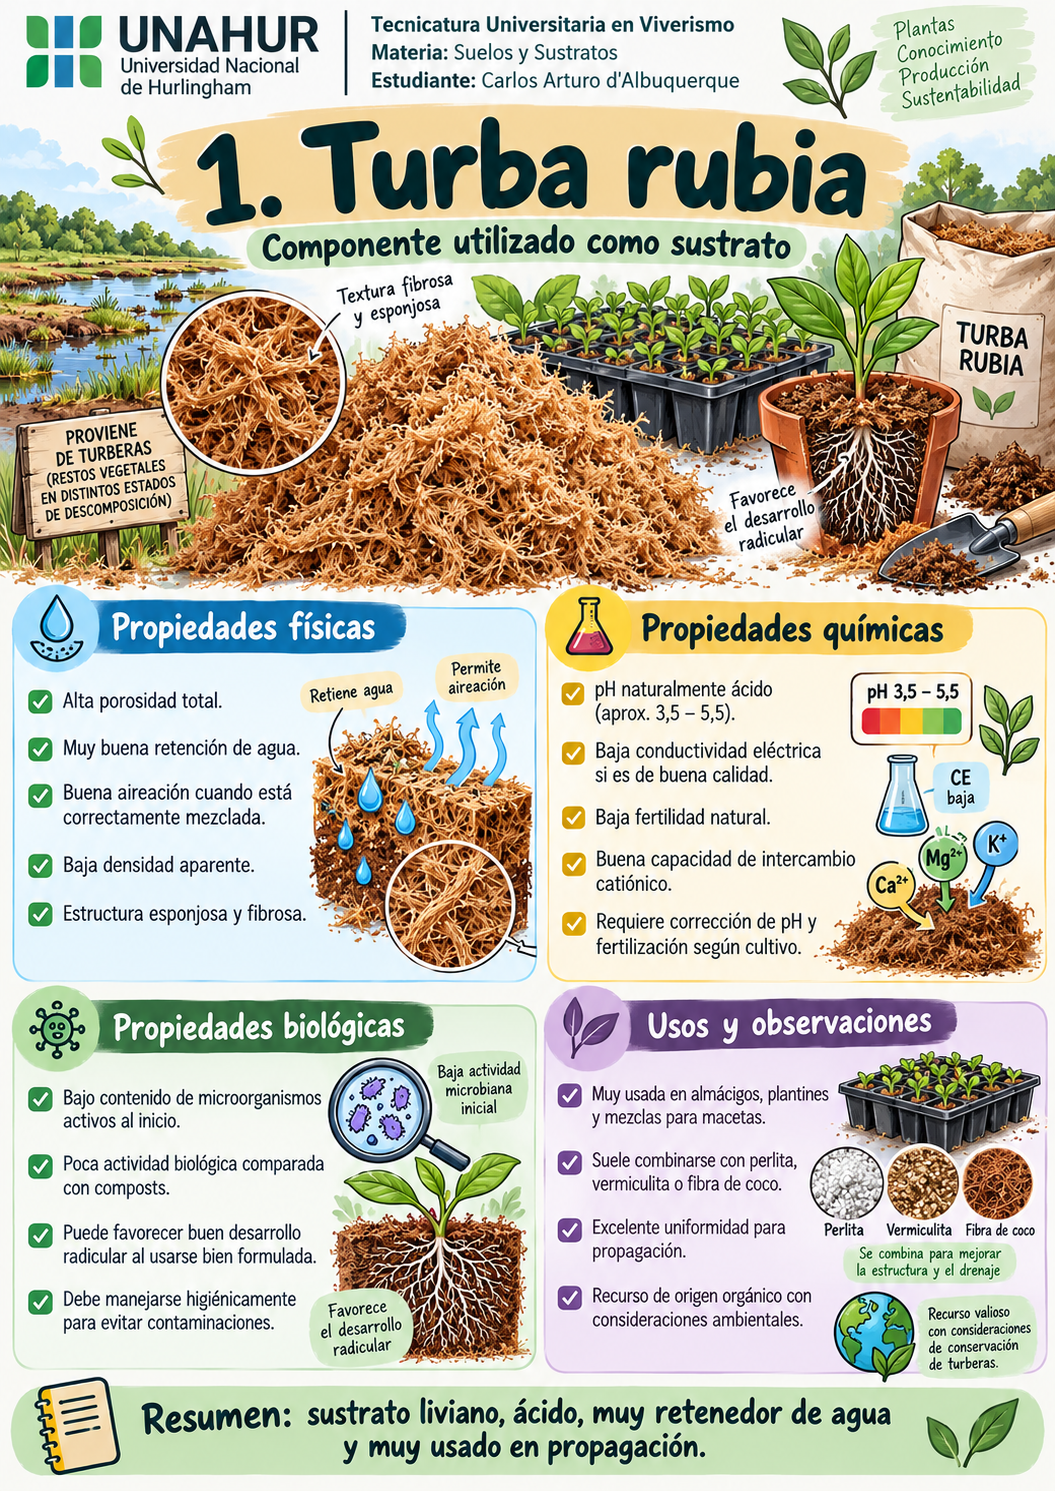 UNAHUR
Universidad Nacional
de Hurlingham
Tecnicatura Universitaria en Viverismo
Materia: Suelos y Sustratos
Estudiante: Carlos Arturo d'Albuquerque
Plantas
Conocimiento
Producción
Sustentabilidad
1. Turba rubia
Componente utilizado como sustrato
Textura fibrosa
y esponjosa
TURBA
RUBIA
PROVIENE
DE TURBERAS
(RESTOS VEGETALES
EN DISTINTOS ESTADOS
DE DESCOMPOSICIÓN)
Favorece
el desarrollo
radicular
Propiedades físicas
Alta porosidad total.
Muy buena retención de agua.
Buena aireación cuando está
correctamente mezclada.
Baja densidad aparente.
Estructura esponjosa y fibrosa.
Retiene agua
Permite
aireación
Propiedades químicas
pH naturalmente ácido
(aprox. 3,5 – 5,5).
Baja conductividad eléctrica
si es de buena calidad.
Baja fertilidad natural.
Buena capacidad de intercambio
catiónico.
Requiere corrección de pH y
fertilización según cultivo.
pH 3,5 – 5,5
CE
baja
Ca²⁺
Mg²⁺
K⁺
Propiedades biológicas
Bajo contenido de microorganismos
activos al inicio.
Poca actividad biológica comparada
con composts.
Puede favorecer buen desarrollo
radicular al usarse bien formulada.
Debe manejarse higiénicamente
para evitar contaminaciones.
Baja actividad
microbiana
inicial
Favorece
el desarrollo
radicular
Usos y observaciones
Muy usada en almácigos, plantines
y mezclas para macetas.
Suele combinarse con perlita,
vermiculita o fibra de coco.
Excelente uniformidad para
propagación.
Recurso de origen orgánico con
consideraciones ambientales.
Perlita
Vermiculita
Fibra de coco
Se combina para mejorar
la estructura y el drenaje
Recurso valioso
con consideraciones
de conservación
de turberas.
Resumen: sustrato liviano, ácido, muy retenedor de agua
y muy usado en propagación.